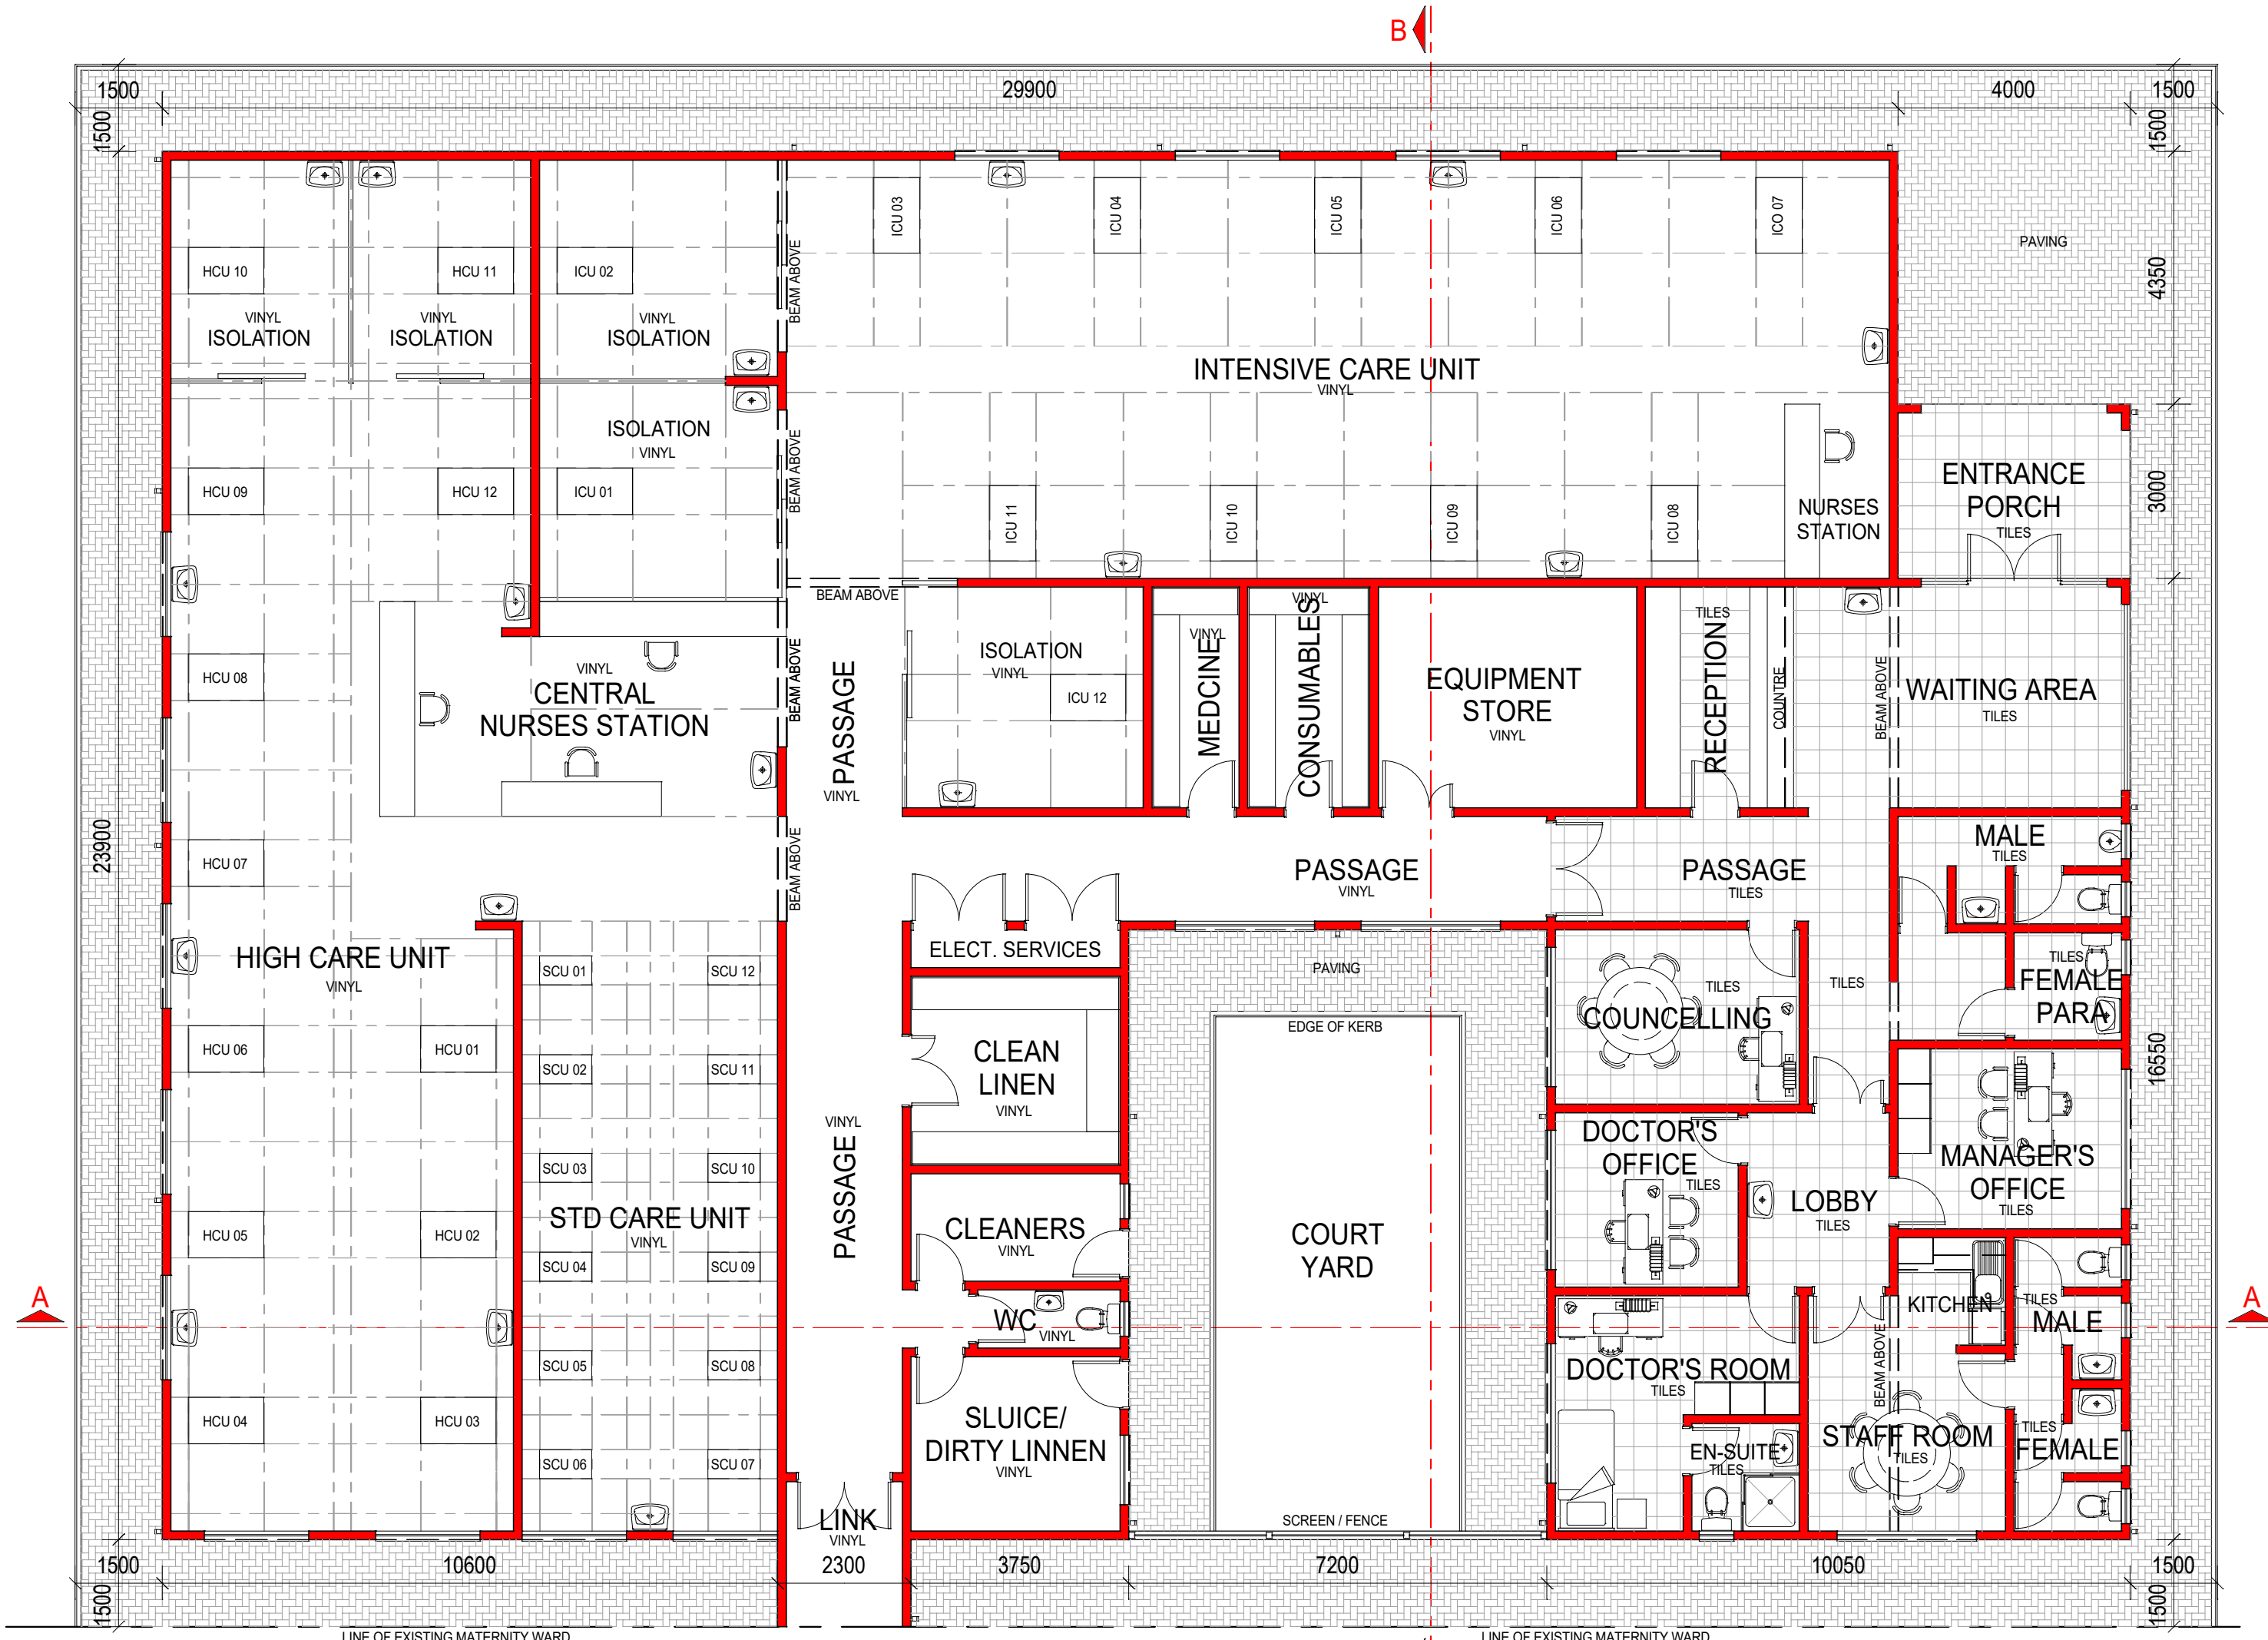 B
1500
29900
4000
1500
1500
1500
ICU 03
ICU 04
ICU 05
ICU 06
ICO 07
PAVING
HCU 10
HCU 11
ICU 02
BEAM ABOVE
4350
VINYL
ISOLATION
VINYL
ISOLATION
VINYL
ISOLATION
INTENSIVE CARE UNIT
VINYL
ISOLATION
VINYL
BEAM ABOVE
HCU 09
HCU 12
ICU 01
ICU 11
ICU 10
ICU 09
ICU 08
NURSES
STATION
ENTRANCE
PORCH
TILES
3000
BEAM ABOVE
VINYL
CENTRAL
NURSES STATION
HCU 08
BEAM ABOVE
PASSAGE
VINYL
ISOLATION
VINYL
ICU 12
VINYL
MEDCINE
VINYL
CONSUMABLES
EQUIPMENT
STORE
VINYL
TILES
RECEPTION
COUNTRE
BEAM ABOVE
WAITING AREA
TILES
23900
HCU 07
BEAM ABOVE
PASSAGE
VINYL
PASSAGE
TILES
MALE
TILES
HIGH CARE UNIT
VINYL
ELECT. SERVICES
PAVING
TILES
COUNCELLING
TILES
TILES
FEMALE
PARA
SCU 01
SCU 12
EDGE OF KERB
HCU 06
HCU 01
SCU 02
SCU 11
CLEAN
LINEN
VINYL
16550
VINYL
PASSAGE
DOCTOR'S
OFFICE
TILES
MANAGER'S
OFFICE
TILES
SCU 03
SCU 10
LOBBY
TILES
HCU 05
HCU 02
STD CARE UNIT
VINYL
CLEANERS
VINYL
COURT
YARD
SCU 04
SCU 09
A
A
WC
VINYL
KITCHEN
TILES
MALE
SCU 05
SCU 08
DOCTOR'S ROOM
TILES
BEAM ABOVE
HCU 04
HCU 03
SLUICE/
DIRTY LINNEN
VINYL
STAFF ROOM
TILES
TILES
FEMALE
SCU 06
SCU 07
EN-SUITE
TILES
LINK
VINYL
SCREEN / FENCE
1500
10600
2300
3750
7200
10050
1500
1500
1500
LINE OF EXISTING MATERNITY WARD
LINE OF EXISTING MATERNITY WARD